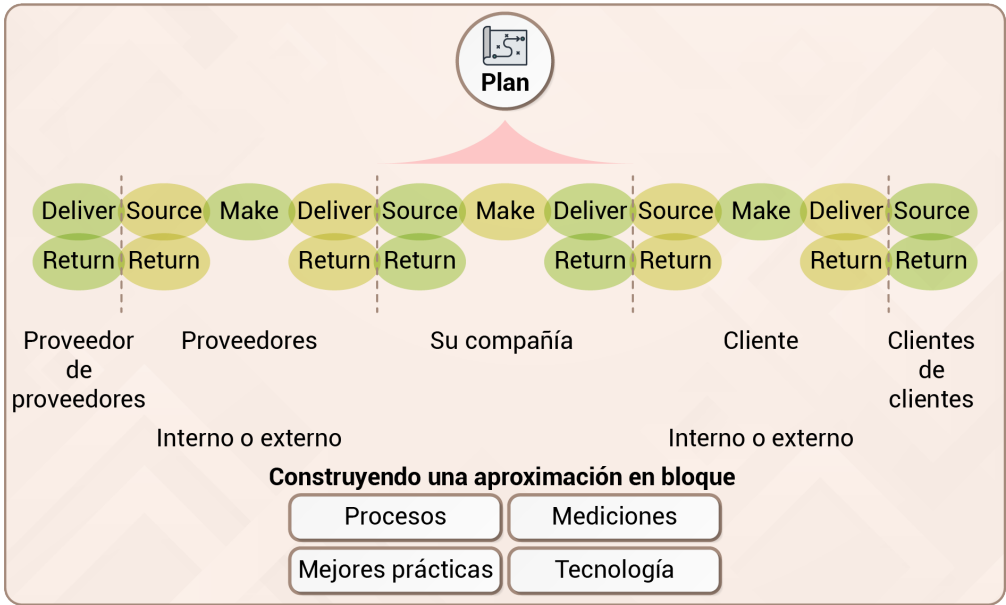 Plan
Deliver Source Make Deliver Source Make Deliver Source Make Deliver Source
Return Return Return Return Return Return Return Return
Proveedor
de
proveedores
Proveedores
Su compañía
Cliente
Clientes
de
clientes
Interno o externo
Interno o externo
Construyendo una aproximación en bloque
Procesos
Mediciones
Mejores prácticas
Tecnología